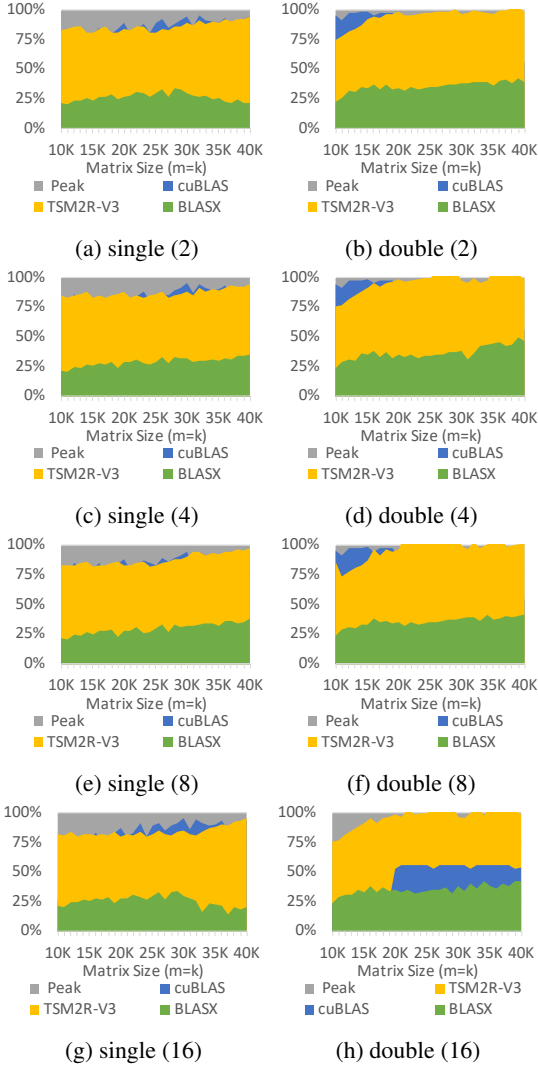 100%
75%
50%
25%
0%
10K 15K 20K 25K 30K 35K 40K
Matrix Size (m=k)
Peak cuBLAS
TSM2R-V3 BLASX
(a) single (2)
100%
75%
50%
25%
0%
10K 15K 20K 25K 30K 35K 40K
Matrix Size (m=k)
Peak cuBLAS
TSM2R-V3 BLASX
(b) double (2)
100%
75%
50%
25%
0%
10K 15K 20K 25K 30K 35K 40K
Matrix Size (m=k)
Peak cuBLAS
TSM2R-V3 BLASX
(c) single (4)
100%
75%
50%
25%
0%
10K 15K 20K 25K 30K 35K 40K
Matrix Size (m=k)
Peak cuBLAS
TSM2R-V3 BLASX
(d) double (4)
100%
75%
50%
25%
0%
10K 15K 20K 25K 30K 35K 40K
Matrix Size (m=k)
Peak cuBLAS
TSM2R-V3 BLASX
(e) single (8)
100%
75%
50%
25%
0%
10K 15K 20K 25K 30K 35K 40K
Matrix Size (m=k)
Peak cuBLAS
TSM2R-V3 BLASX
(f) double (8)
100%
75%
50%
25%
0%
10K 15K 20K 25K 30K 35K 40K
Matrix Size (m=k)
Peak cuBLAS
TSM2R-V3 BLASX
(g) single (16)
100%
75%
50%
25%
0%
10K 15K 20K 25K 30K 35K 40K
Matrix Size (m=k)
Peak TSM2R-V3
cuBLAS BLASX
(h) double (16)